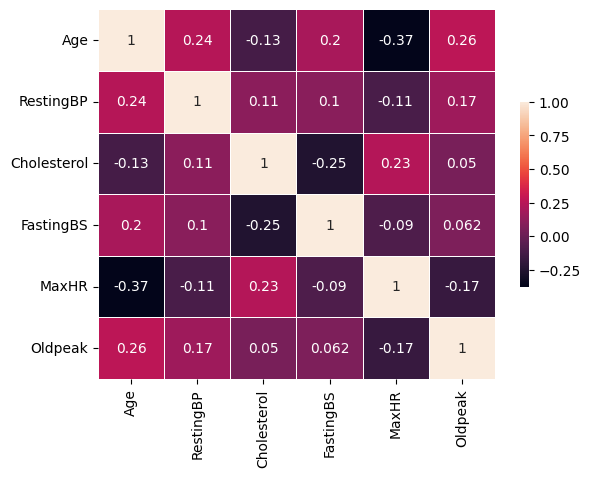 Age 1 0.24 -0.13 0.2 -0.37 0.26
RestingBP 0.24 1 0.11 0.1 -0.11 0.17
Cholesterol -0.13 0.11 1 -0.25 0.23 0.05
FastingBS 0.2 0.1 -0.25 1 -0.09 0.062
MaxHR -0.37 -0.11 0.23 -0.09 1 -0.17
Oldpeak 0.26 0.17 0.05 0.062 -0.17 1
Age RestingBP Cholesterol FastingBS MaxHR Oldpeak
1.00
0.75
0.50
0.25
0.00
−0.25